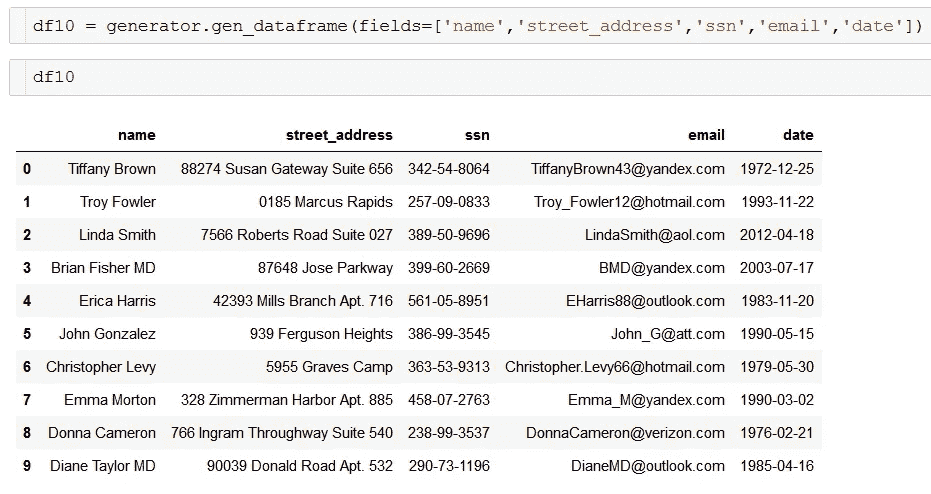 df10 = generator.gen_dataframe(fields=['name','street_address','ssn','email','date'])
df10
name street_address ssn email date
0 Tiffany Brown 88274 Susan Gateway Suite 656 342-54-8064 TiffanyBrown43@yandex.com 1972-12-25
1 Troy Fowler 0185 Marcus Rapids 257-09-0833 Troy_Fowler12@hotmail.com 1993-11-22
2 Linda Smith 7566 Roberts Road Suite 027 389-50-9696 LindaSmith@aol.com 2012-04-18
3 Brian Fisher MD 87648 Jose Parkway 399-60-2669 BMD@yandex.com 2003-07-17
4 Erica Harris 42393 Mills Branch Apt. 716 561-05-8951 EHarris88@outlook.com 1983-11-20
5 John Gonzalez 939 Ferguson Heights 386-99-3545 John_G@att.com 1990-05-15
6 Christopher Levy 5955 Graves Camp 363-53-9313 Christopher.Levy66@hotmail.com 1979-05-30
7 Emma Morton 328 Zimmerman Harbor Apt. 885 458-07-2763 Emma_M@yandex.com 1990-03-02
8 Donna Cameron 766 Ingram Throughway Suite 540 238-99-3537 DonnaCameron@verizon.com 1976-02-21
9 Diane Taylor MD 90039 Donald Road Apt. 532 290-73-1196 DianeMD@outlook.com 1985-04-16